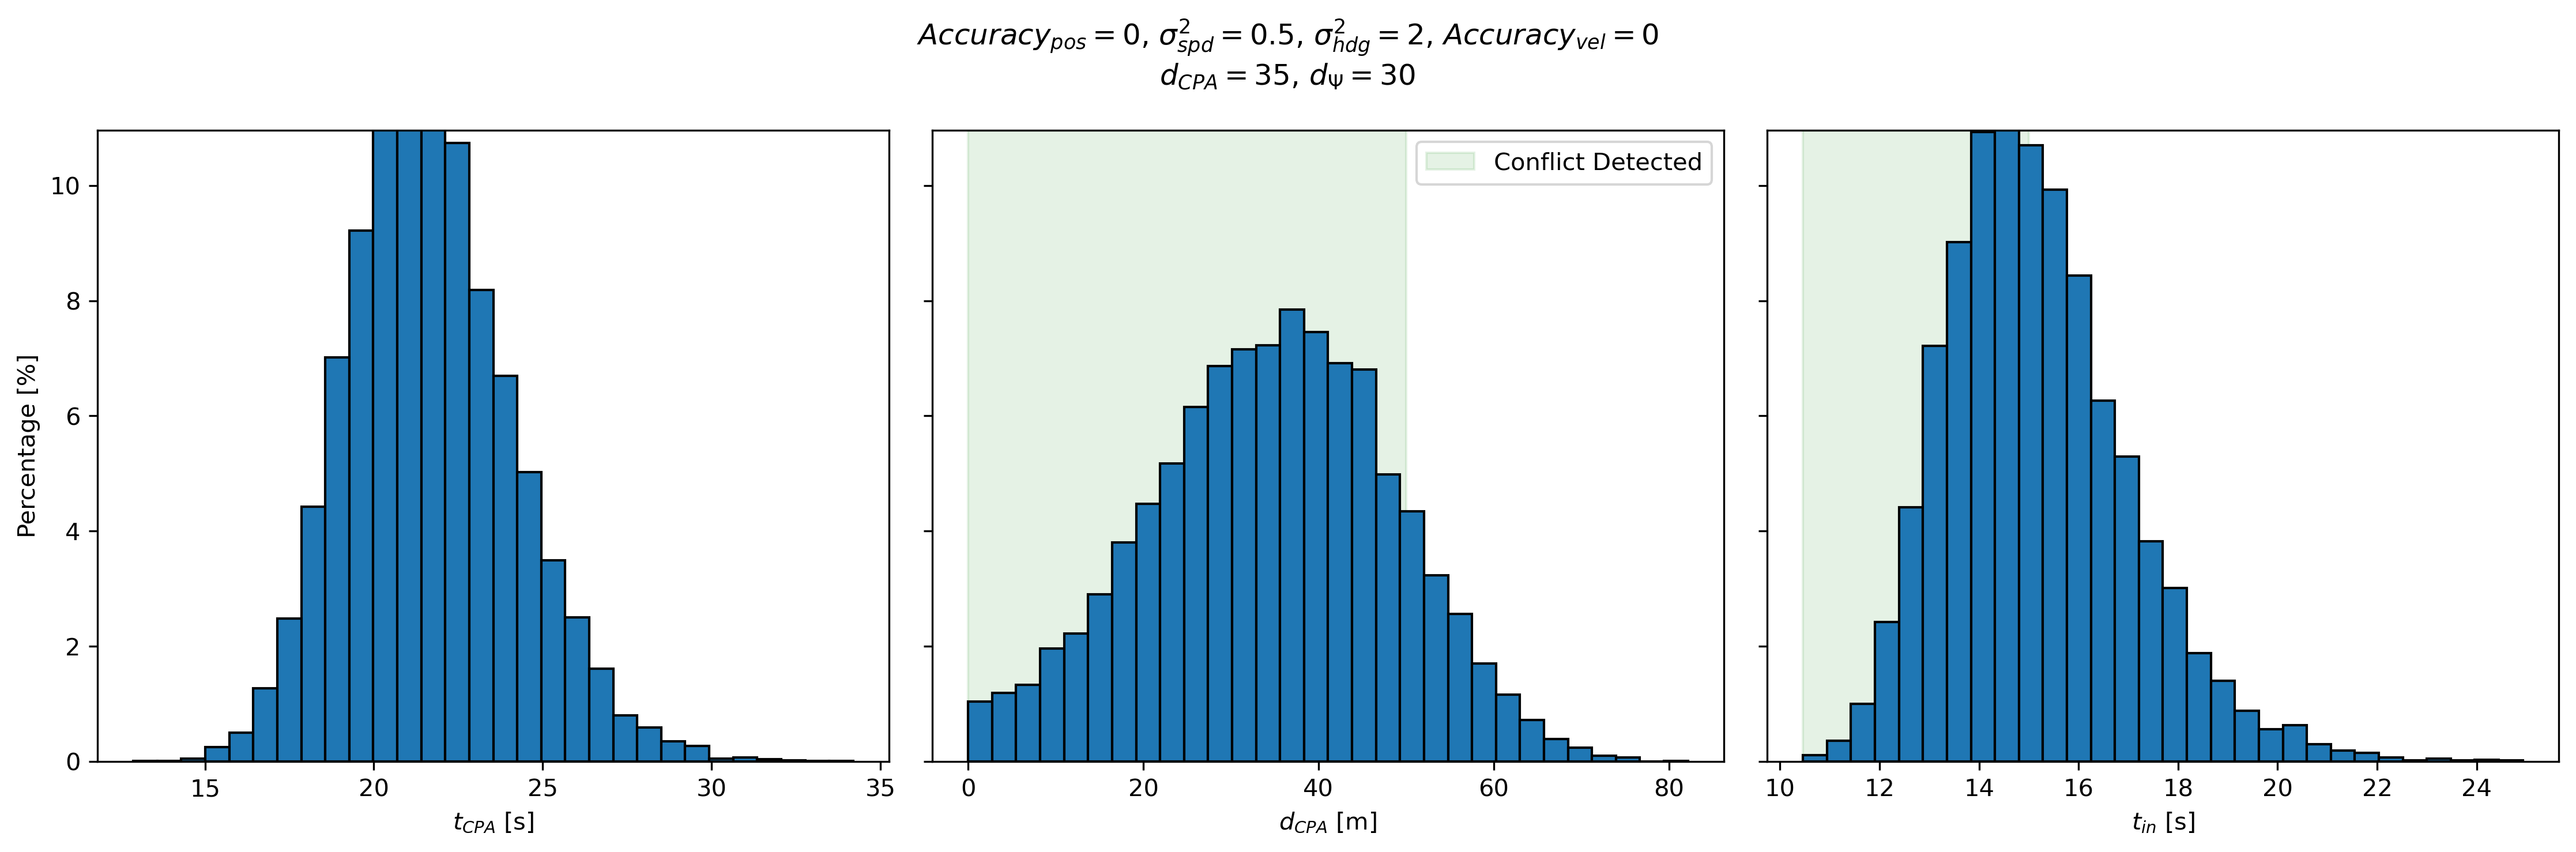 Accuracy_pos = 0, σ²_spd = 0.5, σ²_hdg = 2, Accuracy_vel = 0
d_CPA = 35, d_Ψ = 30
Percentage [%]
10
8
6
4
2
0
15 20 25 30 35
t_CPA [s]
Conflict Detected
0 20 40 60 80
d_CPA [m]
10 12 14 16 18 20 22 24
t_in [s]